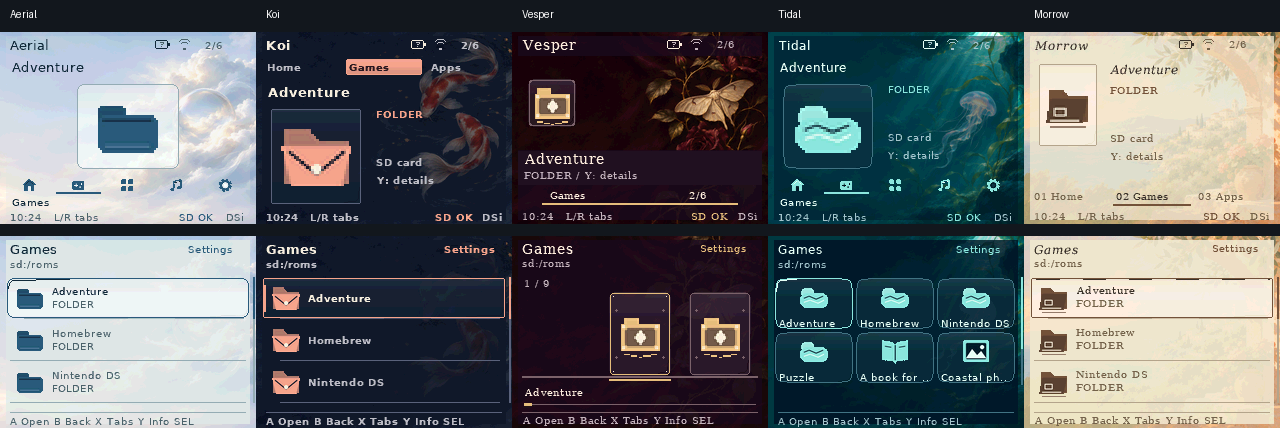 Aerial
Koi
Vesper
Tidal
Morrow
Aerial 2/6
Adventure
Games
10:24 L/R tabs SD OK DSi
Koi 2/6
Home Games Apps
Adventure
FOLDER
SD card
Y: details
10:24 L/R tabs SD OK DSi
Vesper 2/6
Adventure
FOLDER / Y: details
Games 2/6
10:24 L/R tabs SD OK DSi
Tidal 2/6
Adventure
FOLDER
SD card
Y: details
Games
10:24 L/R tabs SD OK DSi
Morrow 2/6
Adventure
FOLDER
SD card
Y: details
01 Home 02 Games 03 Apps
10:24 L/R tabs SD OK DSi
Games Settings
sd:/roms
Adventure
FOLDER
Homebrew
FOLDER
Nintendo DS
FOLDER
A Open B Back X Tabs Y Info SEL
Games Settings
sd:/roms
Adventure
Homebrew
Nintendo DS
A Open B Back X Tabs Y Info SEL
Games Settings
sd:/roms
1 / 9
Adventure
A Open B Back X Tabs Y Info SEL
Games Settings
sd:/roms
Adventure Homebrew Nintendo DS
Puzzle A book for .. Coastal ph..
A Open B Back X Tabs Y Info SEL
Games Settings
sd:/roms
Adventure
FOLDER
Homebrew
FOLDER
Nintendo DS
FOLDER
A Open B Back X Tabs Y Info SEL